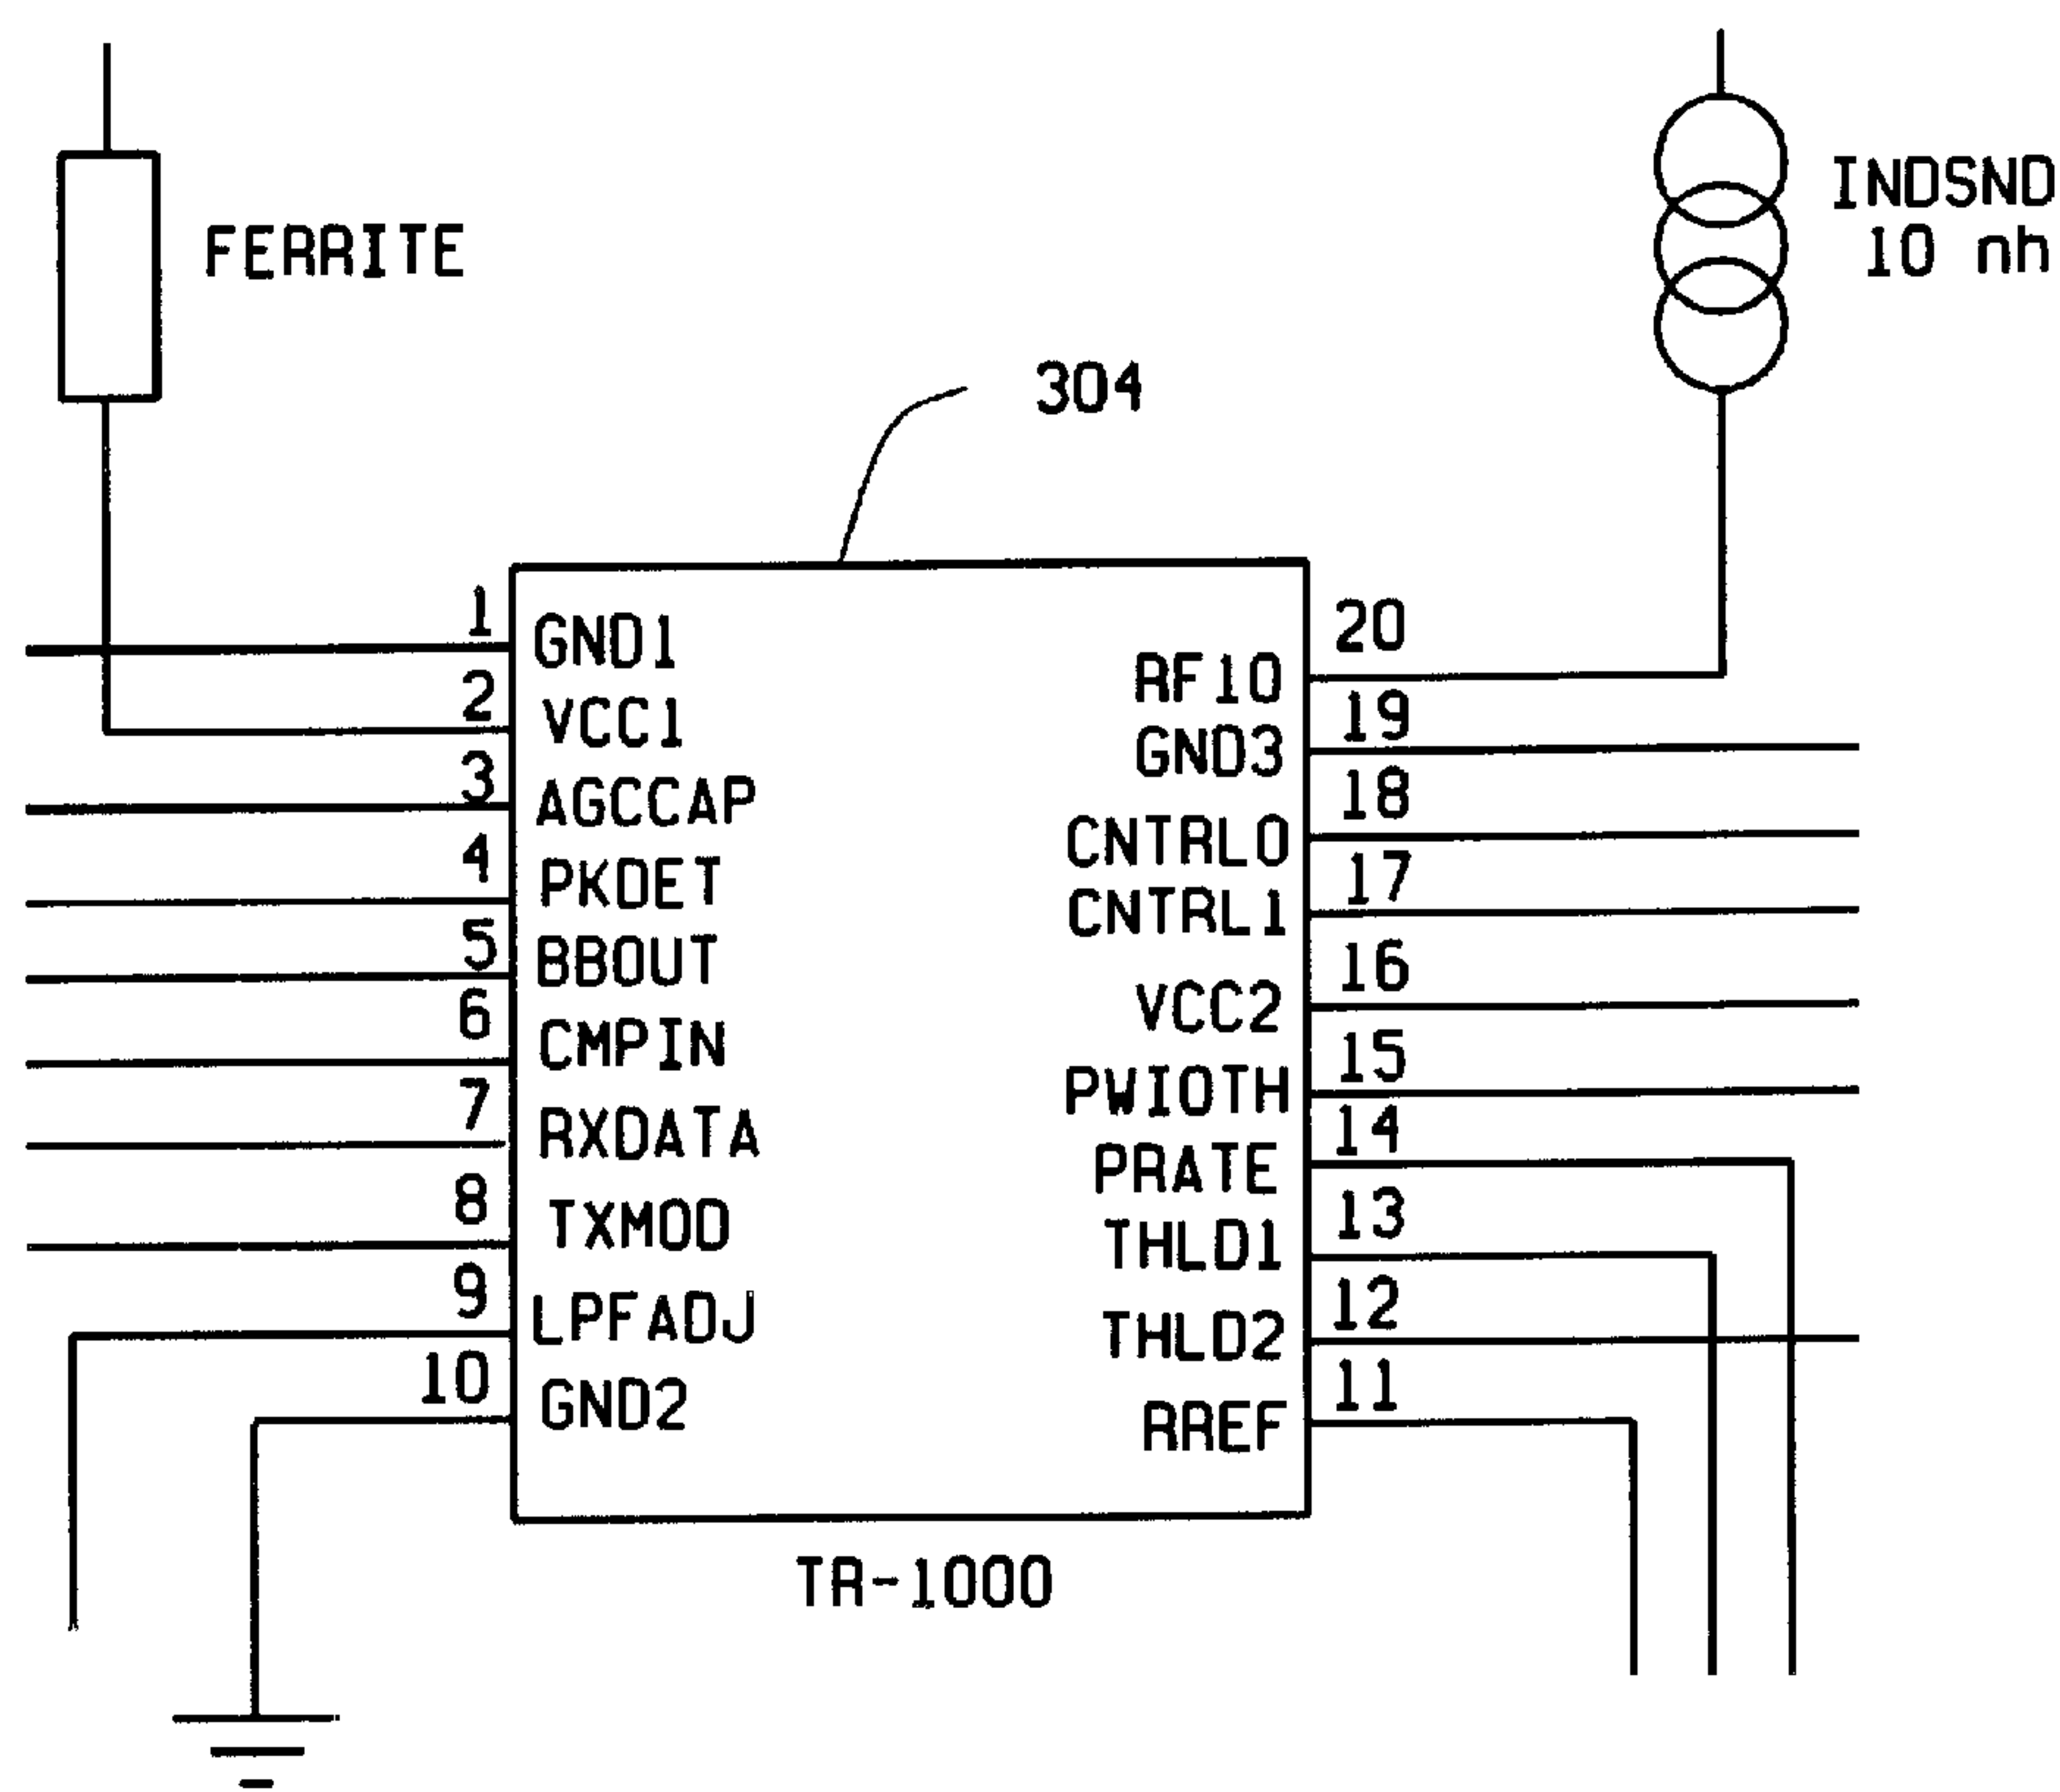 FERRITE
INDSND
10 nh
304
1 GND1
2 VCC1
3 AGCCAP
4 PKDET
5 BBOUT
6 CMPIN
7 RXDATA
8 TXMOD
9 LPFADJ
10 GND2
20 RF10
19 GND3
18 CNTRL0
17 CNTRL1
16 VCC2
15 PWIDTH
14 PRATE
13 THLD1
12 THLD2
11 RREF
TR-1000